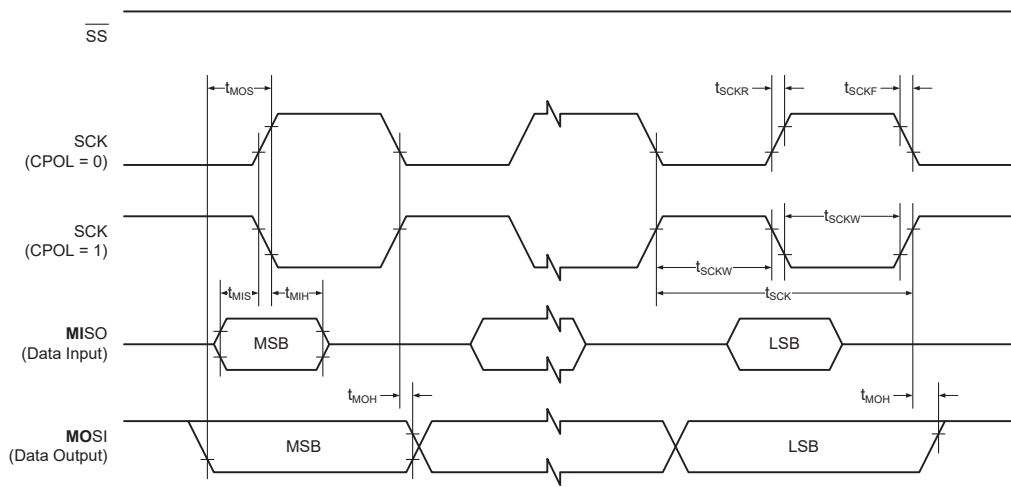 SS
tMOS
tSCKR
tSCKF
SCK
(CPOL = 0)
SCK
(CPOL = 1)
tSCKW
tSCKW
tMIS
tMIH
tSCK
MISO
(Data Input)
MSB
LSB
tMOH
tMOH
MOSI
(Data Output)
MSB
LSB